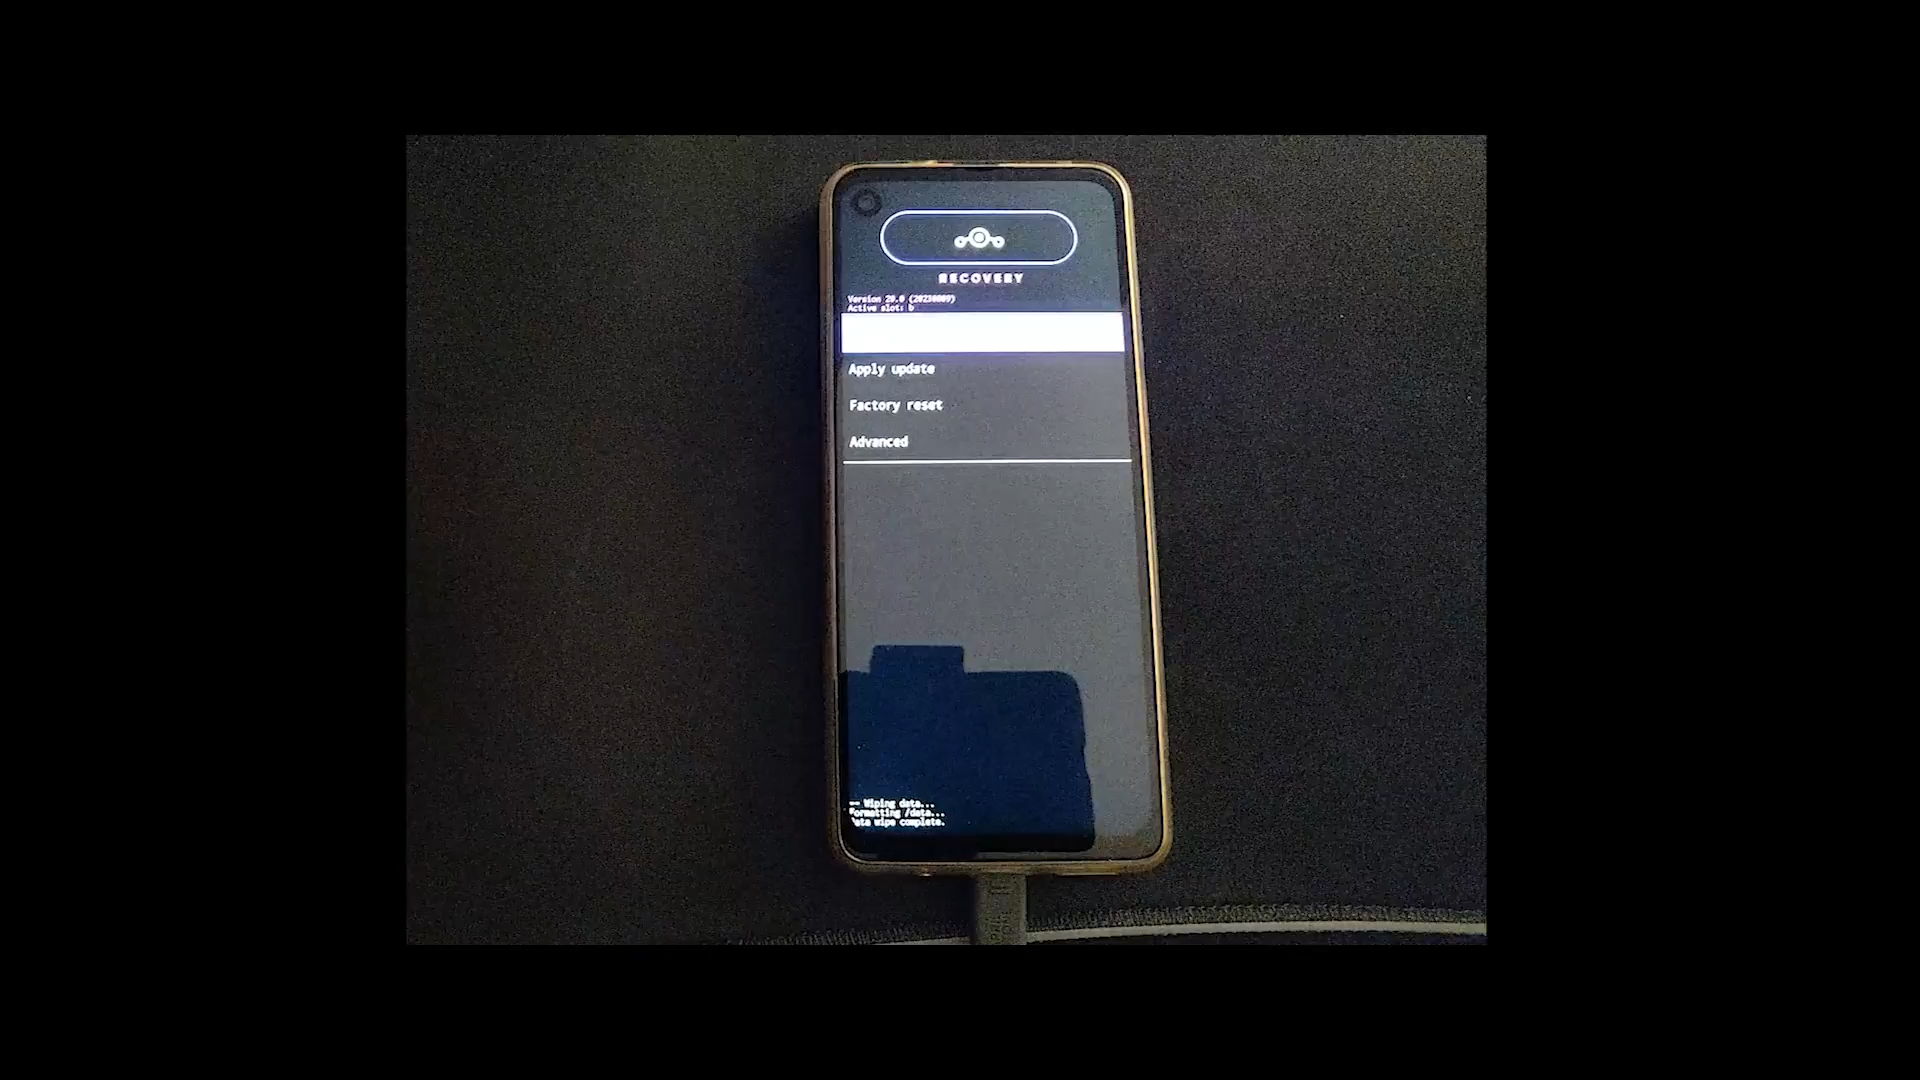 RECOVERY
Version 20.0 (20230809)
Active slot: b
Apply update
Factory reset
Advanced
-- Wiping data...
Formatting /data...
Data wipe complete.